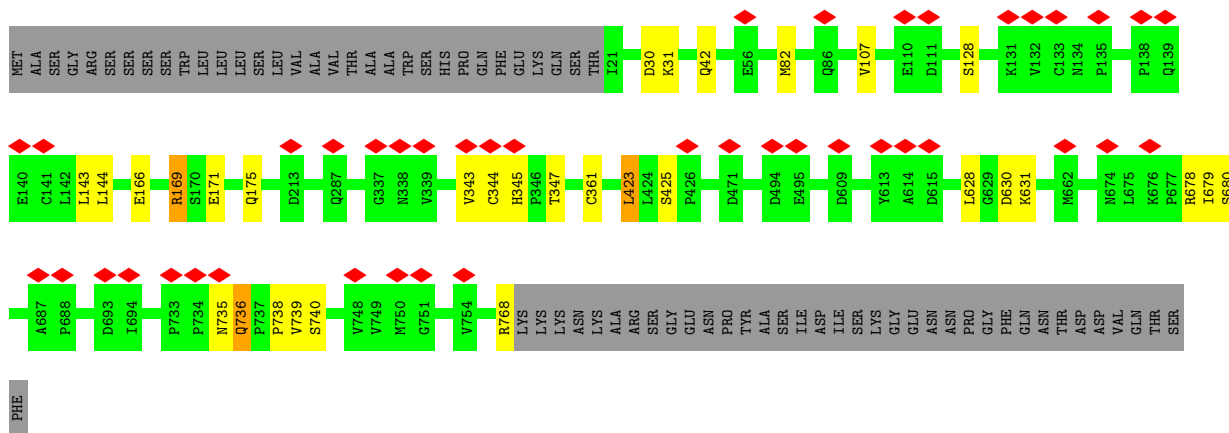 MET ALA SER GLY ARG SER SER SER SER TRP LEU LEU LEU SER LEU VAL ALA VAL THR ALA ALA TRP SER HIS PRO GLN PHE GLU LYS GLN SER THR I21 D30 K31 Q42 E56 M82 Q86 V107 E110 D111 S128 K131 V132 C133 N134 P135 P138 Q139
E140 C141 L142 L143 L144 E166 R169 S170 E171 Q175 D213 Q287 G337 N338 V339 V343 C344 H345 P346 T347 C361 L423 L424 S425 P426 D471 D494 E495 D609 Y613 A614 D615 L628 G629 D630 K631 M662 N674 L675 K676 P677 R678 I679 S680
A687 P688 D693 I694 P733 P734 N735 Q736 P737 P738 V739 S740 V748 V749 M750 G751 V754 R768 LYS LYS LYS ASN LYS ALA ARG SER GLY GLU ASN PRO TYR ALA SER ILE ASP ILE SER LYS GLY GLU ASN ASN PRO GLY PHE GLN ASN THR ASP ASP VAL GLN THR SER
PHE